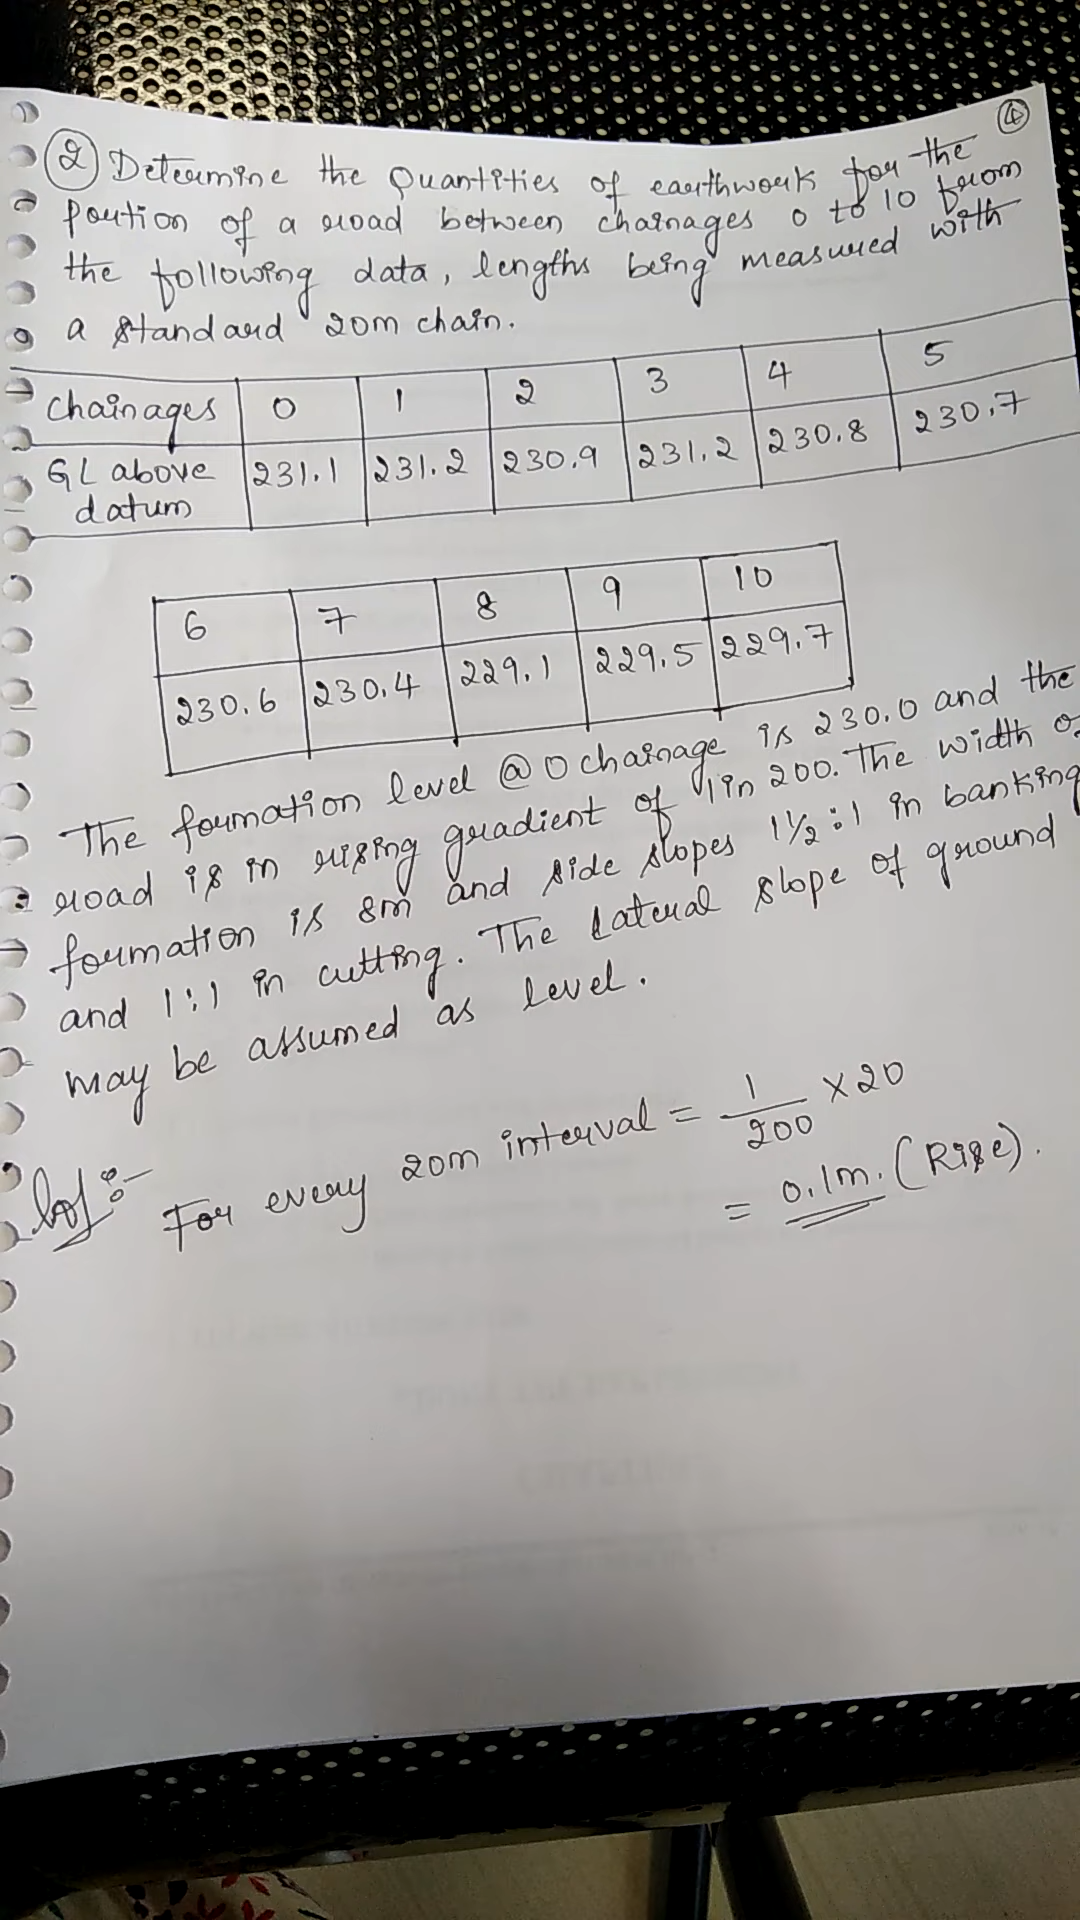 ④
② Determine the Quantities of earthwork for the
portion of a road between chainages 0 to 10 from
the following data, lengths being measured with
a standard 20m chain.
Chainages 0 1 2 3 4 5
GL above datum 231.1 231.2 230.9 231.2 230.8 230.7
6 7 8 9 10
230.6 230.4 229.1 229.5 229.7
The formation level @ 0 chainage is 230.0 and the
road is in rising gradient of 1 in 200. The width of
formation is 8m and side slopes 1½:1 in banking
and 1:1 in cutting. The Lateral slope of ground
may be assumed as level.
Sol:-
For every 20m interval = 1/200 × 20
= 0.1m. (Rise).